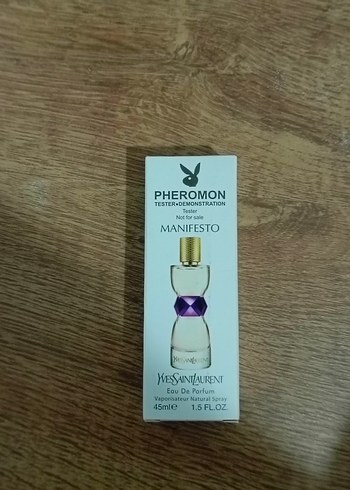 PHEROMON
TESTER•DEMONSTRATION
Tester
Not for sale
MANIFESTO
YVESSAINTLAURENT
YVESSAINTLAURENT
Eau De Parfum
Vaporisateur Natural Spray
45ml℮ 1.5 FL.OZ.